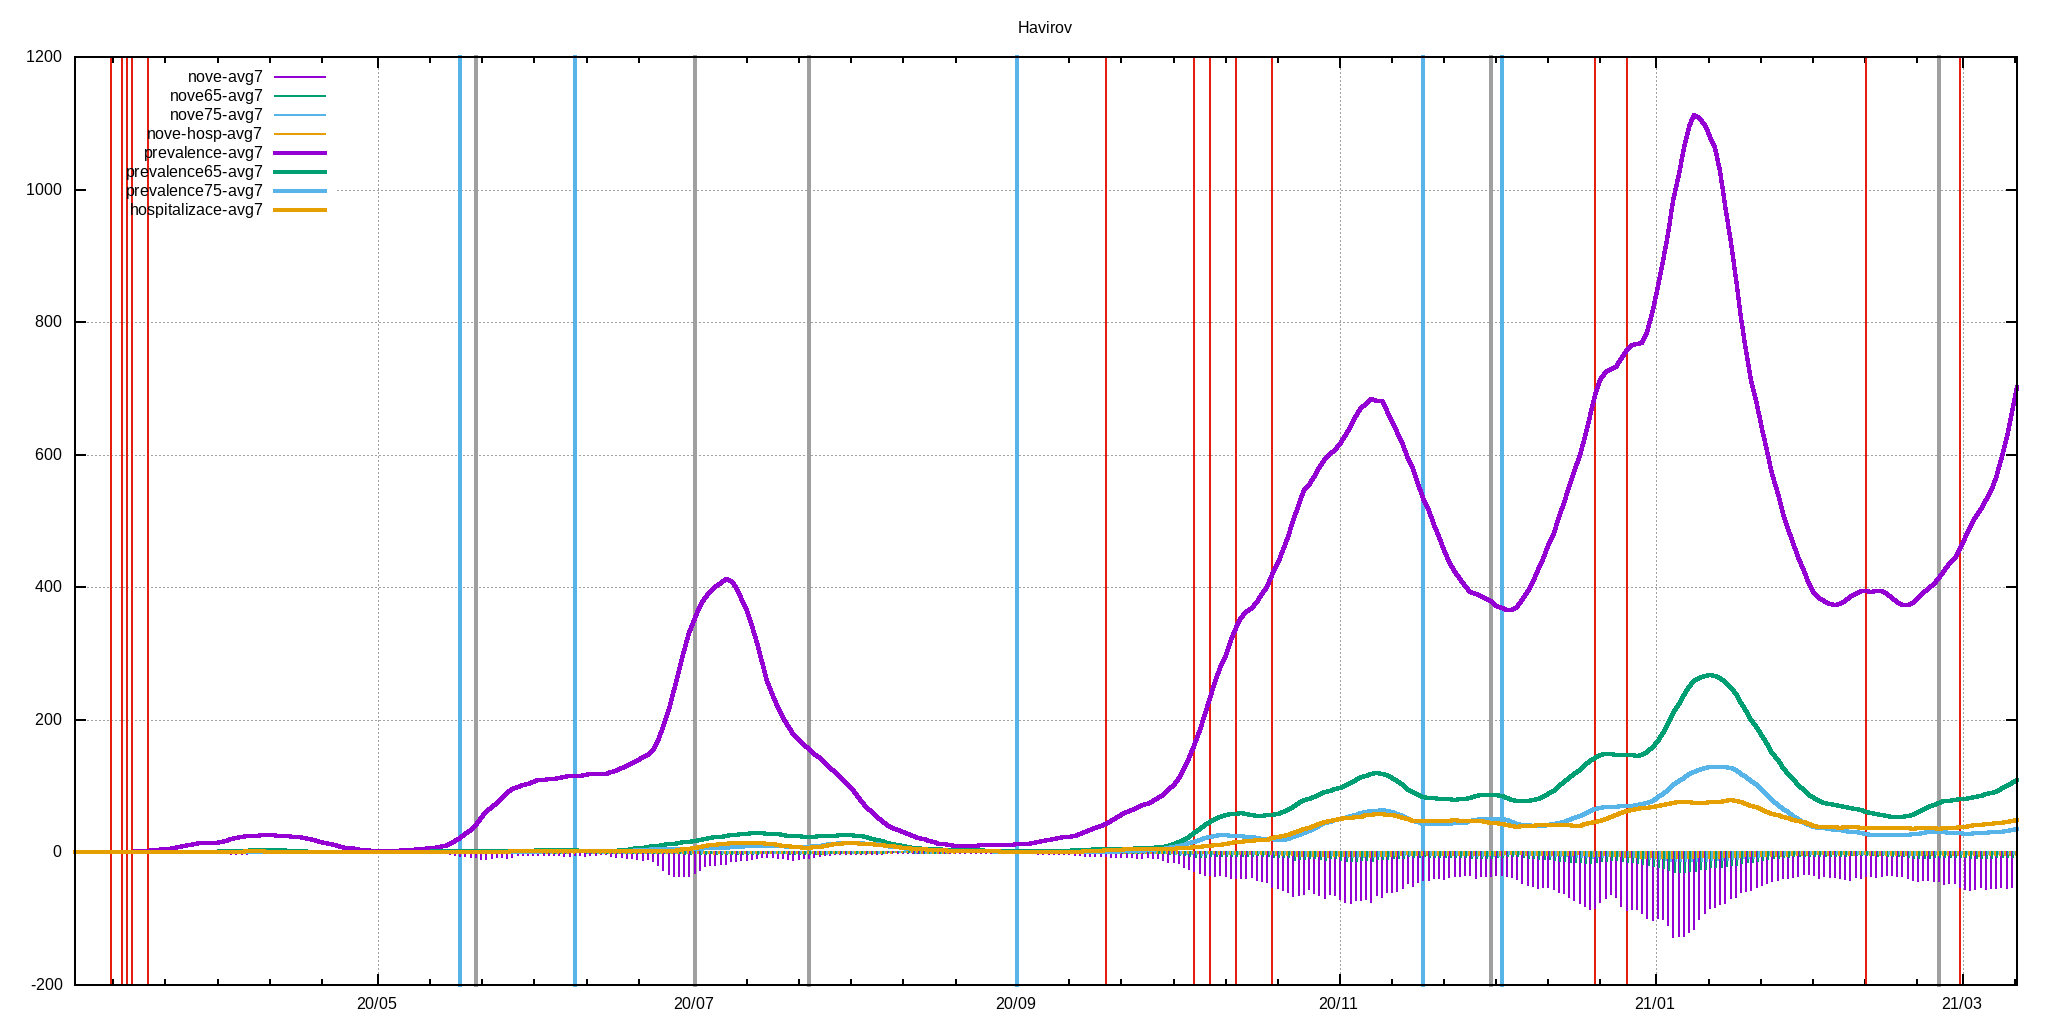 Havirov
1200
1000
800
600
400
200
0
-200
nove-avg7
nove65-avg7
nove75-avg7
nove-hosp-avg7
prevalence-avg7
prevalence65-avg7
prevalence75-avg7
hospitalizace-avg7
20/05
20/07
20/09
20/11
21/01
21/03